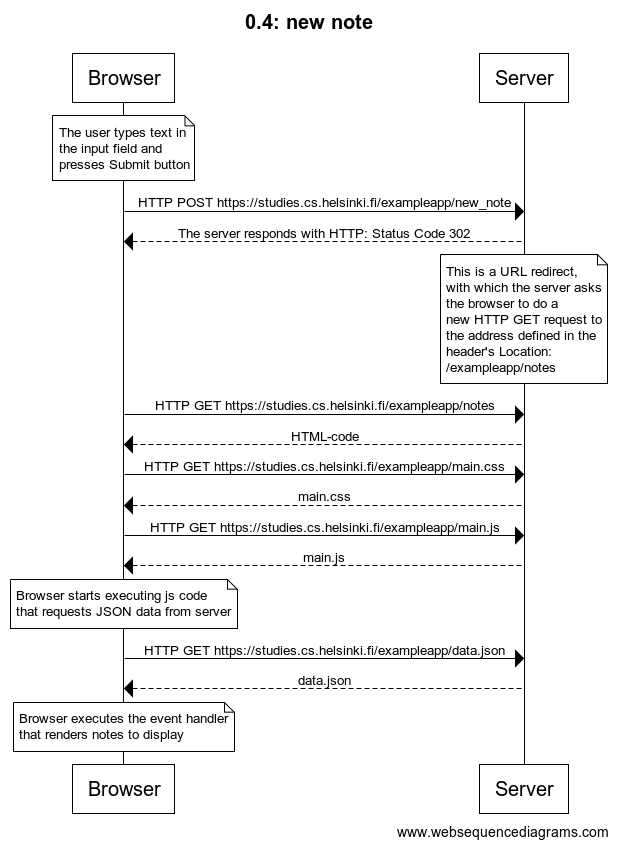 0.4: new note
Browser
Server
The user types text in
the input field and
presses Submit button
HTTP POST https://studies.cs.helsinki.fi/exampleapp/new_note
The server responds with HTTP: Status Code 302
This is a URL redirect,
with which the server asks
the browser to do a
new HTTP GET request to
the address defined in the
header's Location:
/exampleapp/notes
HTTP GET https://studies.cs.helsinki.fi/exampleapp/notes
HTML-code
HTTP GET https://studies.cs.helsinki.fi/exampleapp/main.css
main.css
HTTP GET https://studies.cs.helsinki.fi/exampleapp/main.js
main.js
Browser starts executing js code
that requests JSON data from server
HTTP GET https://studies.cs.helsinki.fi/exampleapp/data.json
data.json
Browser executes the event handler
that renders notes to display
Browser
Server
www.websequencediagrams.com